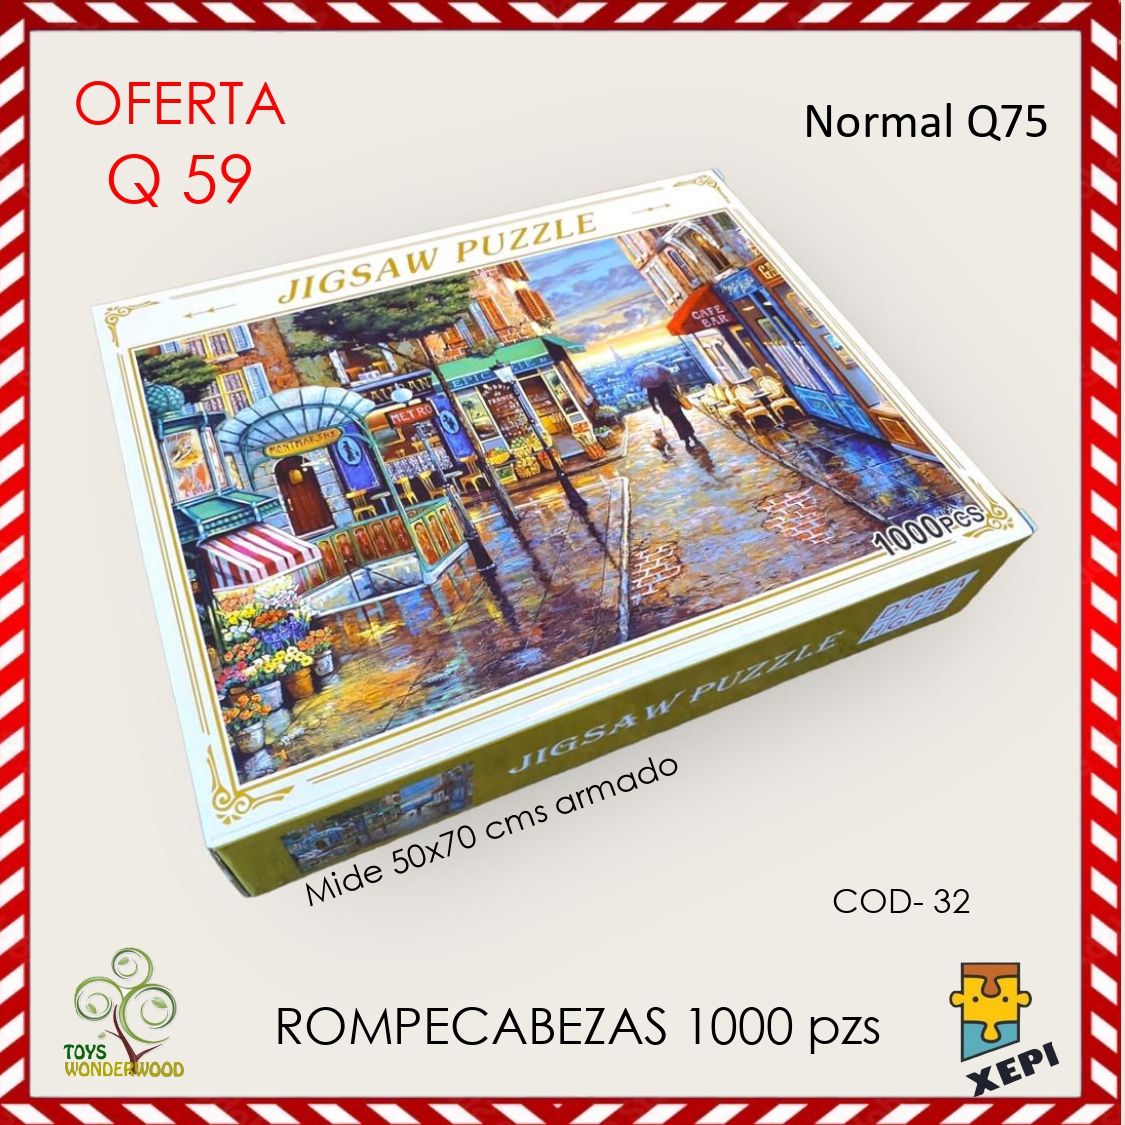 OFERTA
Q 59
Normal Q75
JIGSAW PUZZLE
CAFE
BAR
METRO
MONTMARTRE
1000PCS
JIGSAW PUZZLE
Mide 50x70 cms armado
COD- 32
ROMPECABEZAS 1000 pzs
TOYS
WONDERWOOD
XEPI